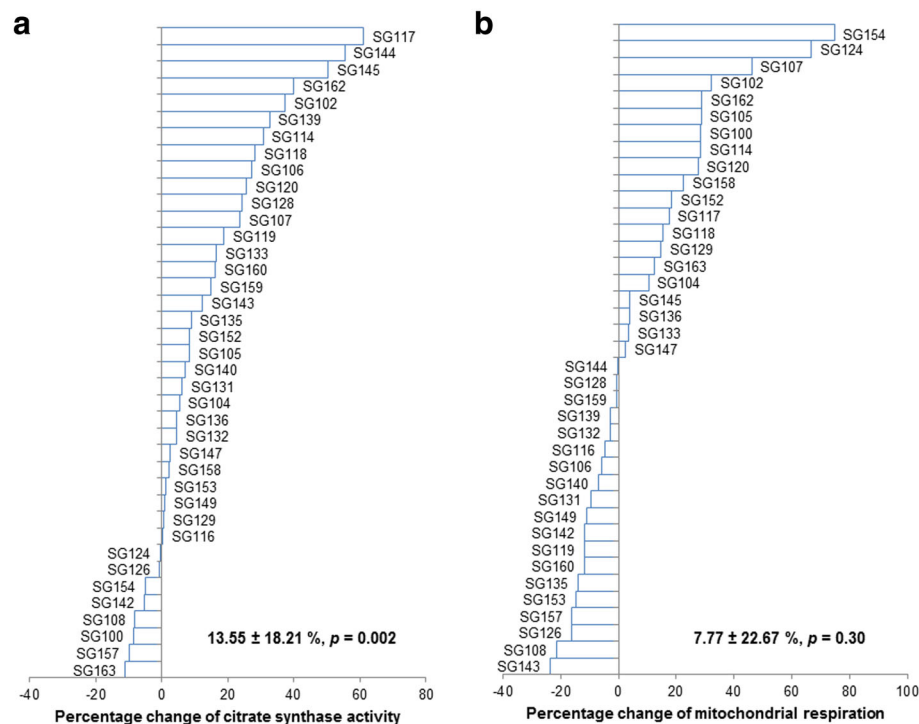 a
SG117
SG144
SG145
SG162
SG102
SG139
SG114
SG118
SG106
SG120
SG128
SG107
SG119
SG133
SG160
SG159
SG143
SG135
SG152
SG105
SG140
SG131
SG104
SG136
SG132
SG147
SG158
SG153
SG149
SG129
SG116
SG124
SG126
SG154
SG142
SG108
SG100
SG157
SG163
13.55 ± 18.21 %, p = 0.002
-40 -20 0 20 40 60 80
Percentage change of citrate synthase activity
b
SG154
SG124
SG107
SG102
SG162
SG105
SG100
SG114
SG120
SG158
SG152
SG117
SG118
SG129
SG163
SG104
SG145
SG136
SG133
SG147
SG144
SG128
SG159
SG139
SG132
SG116
SG106
SG140
SG131
SG149
SG142
SG119
SG160
SG135
SG153
SG157
SG126
SG108
SG143
7.77 ± 22.67 %, p = 0.30
-40 -20 0 20 40 60 80 100
Percentage change of mitochondrial respiration